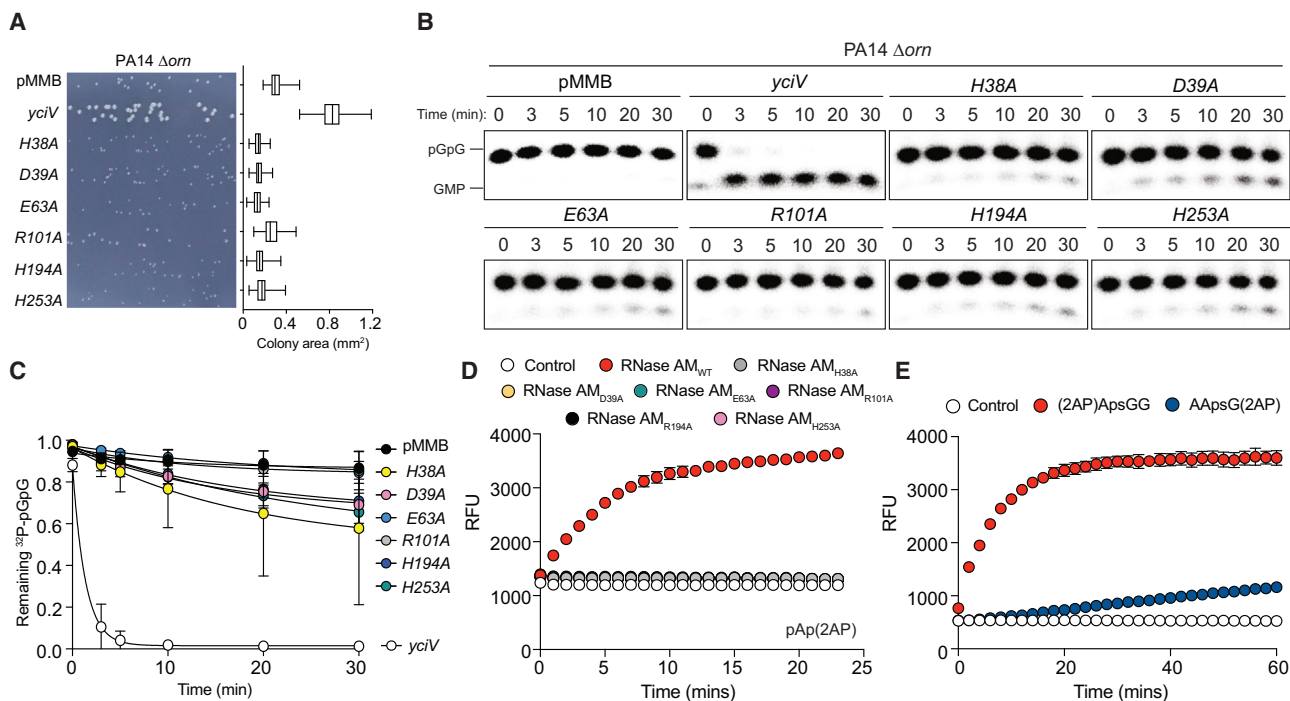 A
PA14 Δorn
pMMB
yciV
H38A
D39A
E63A
R101A
H194A
H253A
0 0.4 0.8 1.2
Colony area (mm²)
B
PA14 Δorn
pMMB yciV H38A D39A
Time (min): 0 3 5 10 20 30 0 3 5 10 20 30 0 3 5 10 20 30 0 3 5 10 20 30
pGpG
GMP
E63A R101A H194A H253A
0 3 5 10 20 30 0 3 5 10 20 30 0 3 5 10 20 30 0 3 5 10 20 30
C
Remaining ³²P-pGpG
1.0
0.8
0.6
0.4
0.2
0.0
0 10 20 30
Time (min)
pMMB
H38A
D39A
E63A
R101A
H194A
H253A
yciV
D
Control RNase AM_WT RNase AM_H38A
RNase AM_D39A RNase AM_E63A RNase AM_R101A
RNase AM_R194A RNase AM_H253A
RFU
4000
3000
2000
1000
0
pAp(2AP)
0 5 10 15 20 25
Time (mins)
E
Control (2AP)ApsGG AApsG(2AP)
RFU
4000
3000
2000
1000
0
0 20 40 60
Time (mins)